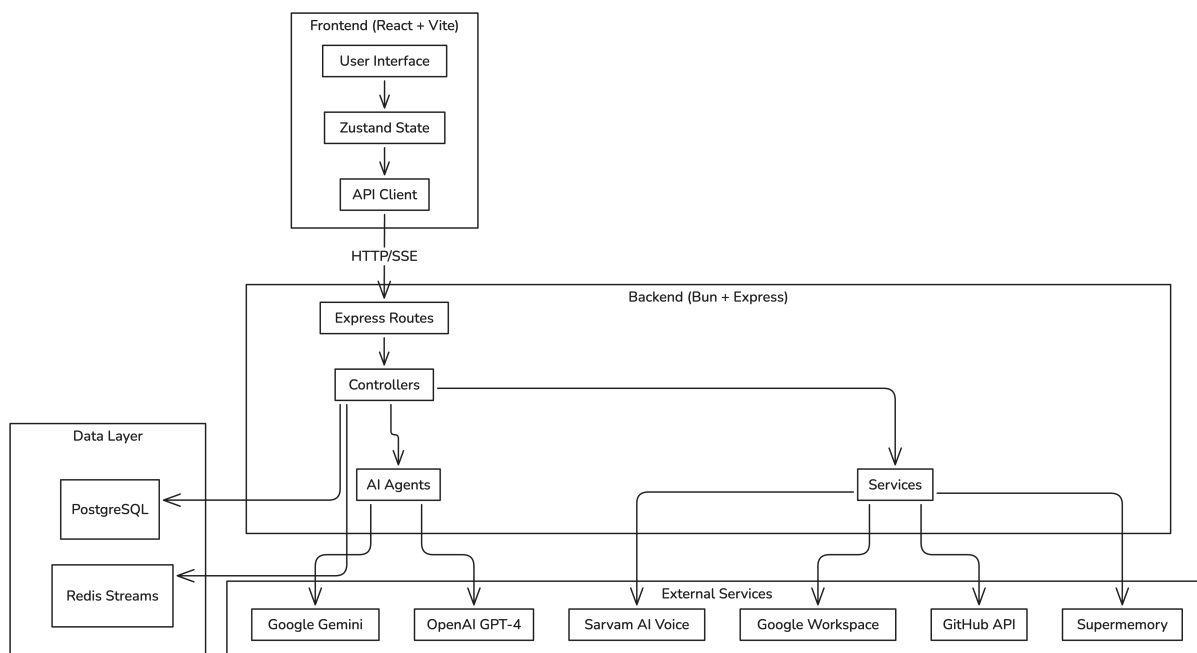 Frontend (React + Vite)
User Interface
Zustand State
API Client
HTTP/SSE
Backend (Bun + Express)
Express Routes
Controllers
Data Layer
AI Agents
Services
PostgreSQL
Redis Streams
External Services
Google Gemini
OpenAI GPT-4
Sarvam AI Voice
Google Workspace
GitHub API
Supermemory